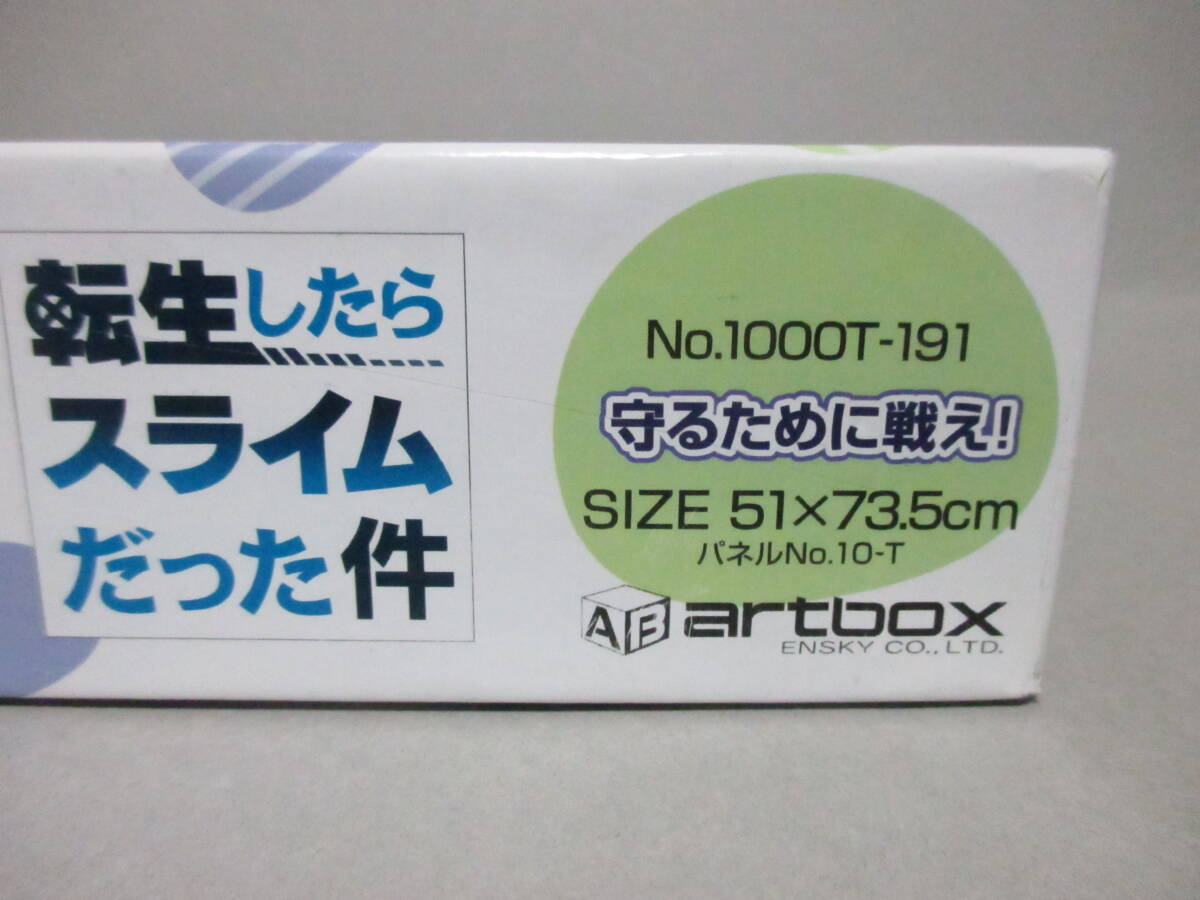 転生したら
スライム
だった件
No.1000T-191
守るために戦え!
SIZE 51×73.5cm
パネルNo.10-T
AB artbox
ENSKY CO., LTD.